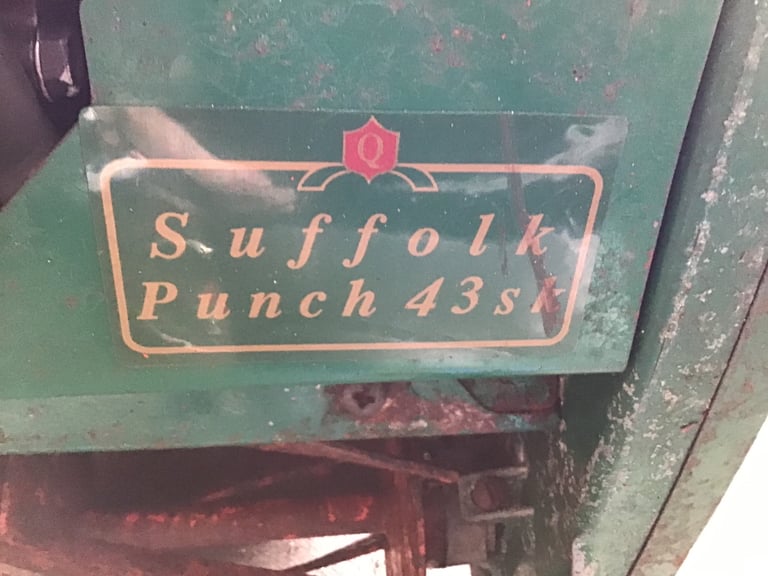 Q
Suffolk
Punch 43sk